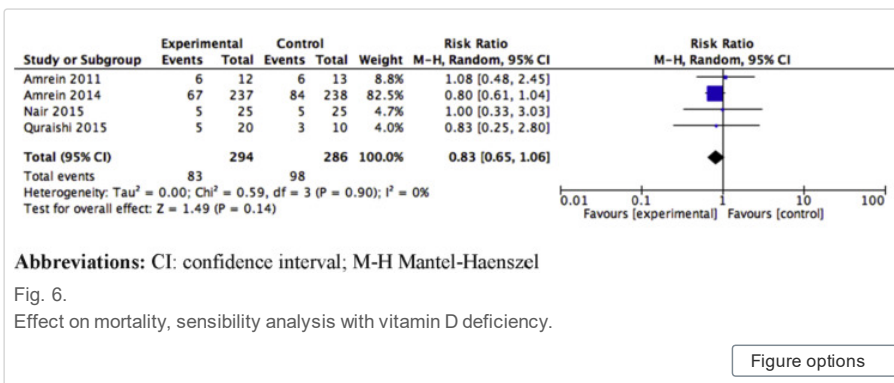 Experimental Control Risk Ratio Risk Ratio
Study or Subgroup Events Total Events Total Weight M-H, Random, 95% CI M-H, Random, 95% CI
Amrein 2011 6 12 6 13 8.8% 1.08 [0.48, 2.45]
Amrein 2014 67 237 84 238 82.5% 0.80 [0.61, 1.04]
Nair 2015 5 25 5 25 4.7% 1.00 [0.33, 3.03]
Quraishi 2015 5 20 3 10 4.0% 0.83 [0.25, 2.80]
Total (95% CI) 294 286 100.0% 0.83 [0.65, 1.06]
Total events 83 98
Heterogeneity: Tau² = 0.00; Chi² = 0.59, df = 3 (P = 0.90); I² = 0%
Test for overall effect: Z = 1.49 (P = 0.14)
0.01 0.1 1 10 100
Favours [experimental] Favours [control]
Abbreviations: CI: confidence interval; M-H Mantel-Haenszel
Fig. 6.
Effect on mortality, sensibility analysis with vitamin D deficiency.
Figure options